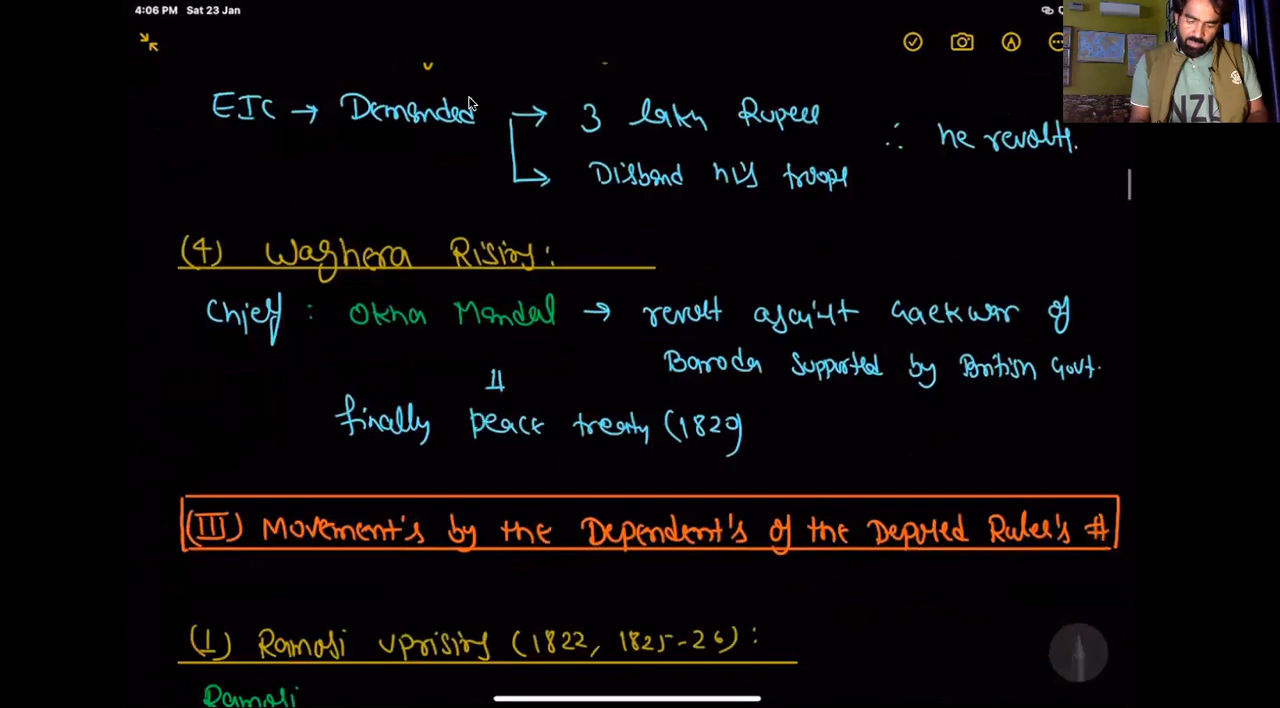 4:06 PM Sat 23 Jan
EIC → Demanded → 3 lakh Rupee ∴ he revolts.
→ Disband his troops
(4) Waghera Rising:
Chief : Okha Mandal → revolt against Gaekwar of
Baroda supported by British Govt.
finally peace treaty (1820)
(III) Movement's by the Dependent's of the Deposed Ruler's #
(1) Ramosi uprising (1822, 1825-26):
Ramosi
NZL